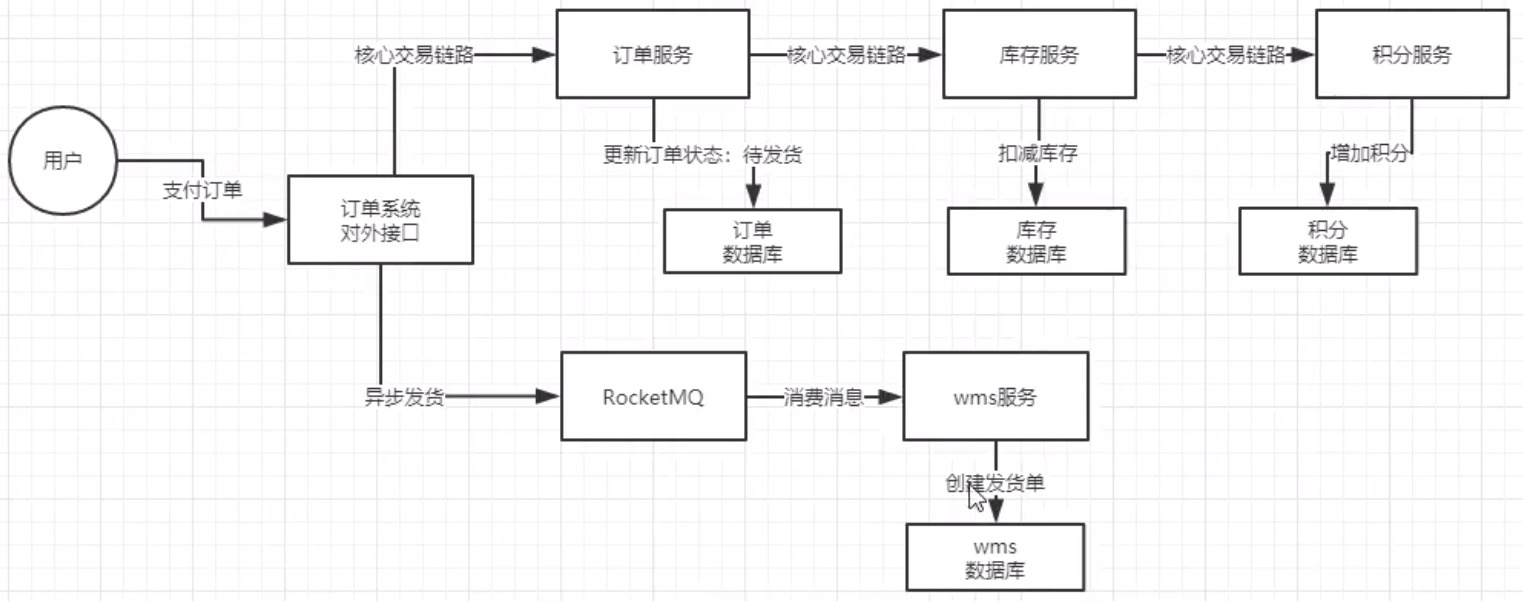 核心交易链路
订单服务
核心交易链路
库存服务
核心交易链路
积分服务
用户
支付订单
订单系统
对外接口
更新订单状态：待发货
扣减库存
增加积分
订单
数据库
库存
数据库
积分
数据库
异步发货
RocketMQ
消费消息
wms服务
创建发货单
wms
数据库